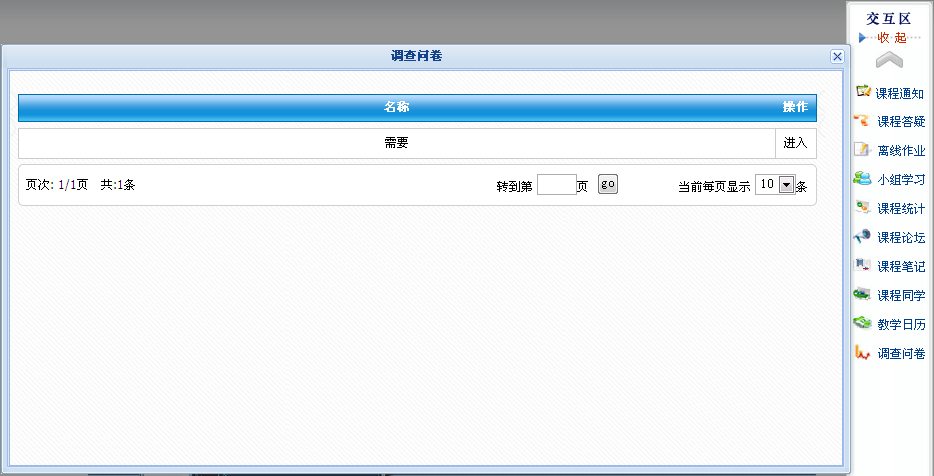 交互区
收起
调查问卷
名称 操作
需要 进入
页次: 1/1页 共:1条 转到第 页 go 当前每页显示 10 条
课程通知
课程答疑
离线作业
小组学习
课程统计
课程论坛
课程笔记
课程同学
教学日历
调查问卷